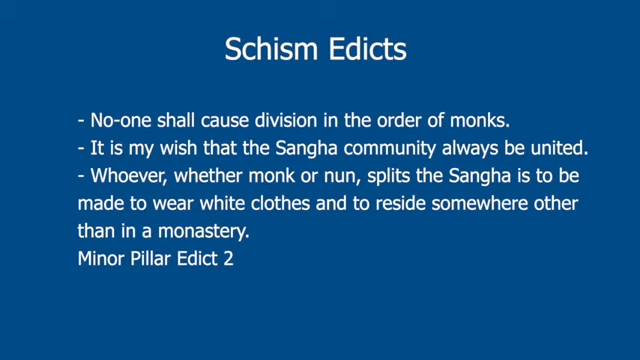 Schism Edicts
- No-one shall cause division in the order of monks.
- It is my wish that the Sangha community always be united.
- Whoever, whether monk or nun, splits the Sangha is to be
made to wear white clothes and to reside somewhere other
than in a monastery.
Minor Pillar Edict 2